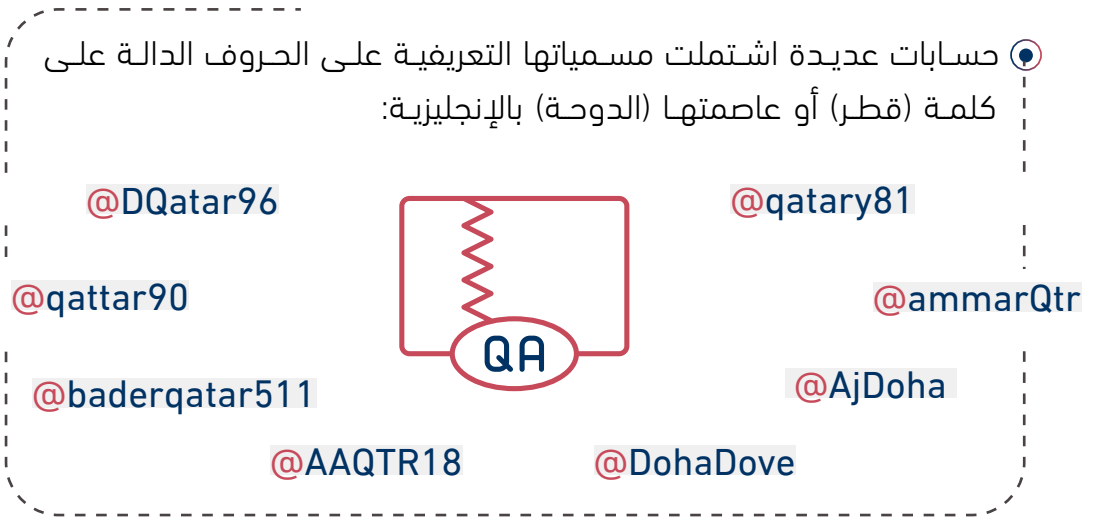 حسابات عديدة اشتملت مسمياتها التعريفية على الحروف الدالة على
كلمة (قطر) أو عاصمتها (الدوحة) بالإنجليزية:
@DQatar96
@qatary81
@qattar90
@ammarQtr
QA
@baderqatar511
@AjDoha
@AAQTR18
@DohaDove